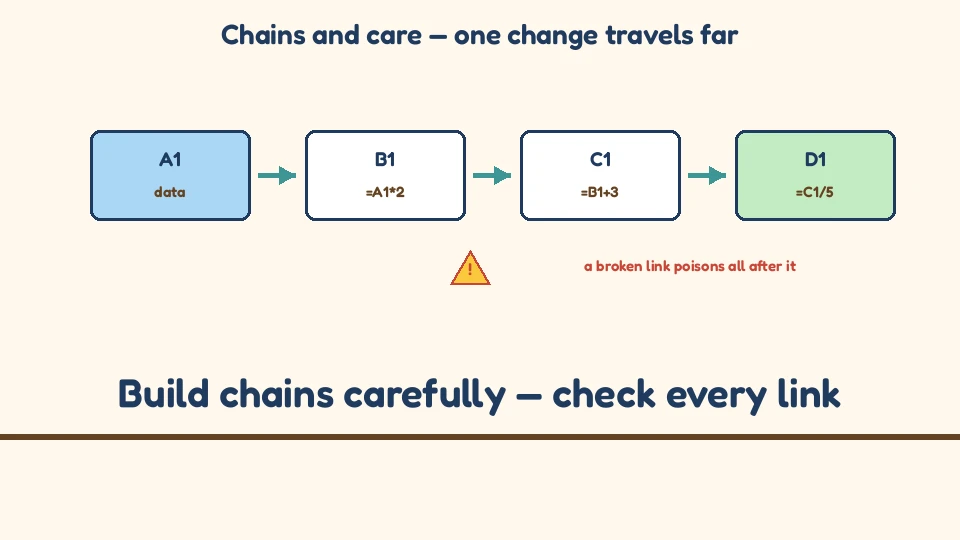 Chains and care — one change travels far
A1
data
B1
=A1*2
C1
=B1+3
D1
=C1/5
!
a broken link poisons all after it
Build chains carefully — check every link